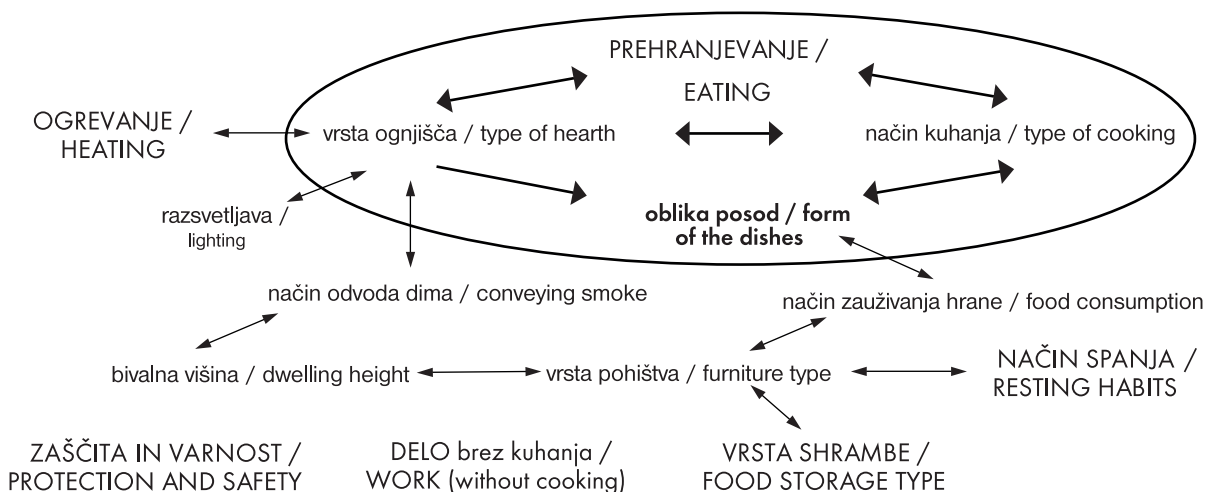 PREHRANJEVANJE /
EATING
OGREVANJE /
HEATING
vrsta ognjišča / type of hearth
način kuhanja / type of cooking
razsvetljava /
lighting
oblika posod / form
of the dishes
način odvoda dima / conveying smoke
način zauživanja hrane / food consumption
bivalna višina / dwelling height
vrsta pohištva / furniture type
NAČIN SPANJA /
RESTING HABITS
ZAŠČITA IN VARNOST /
PROTECTION AND SAFETY
DELO brez kuhanja /
WORK (without cooking)
VRSTA SHRAMBE /
FOOD STORAGE TYPE